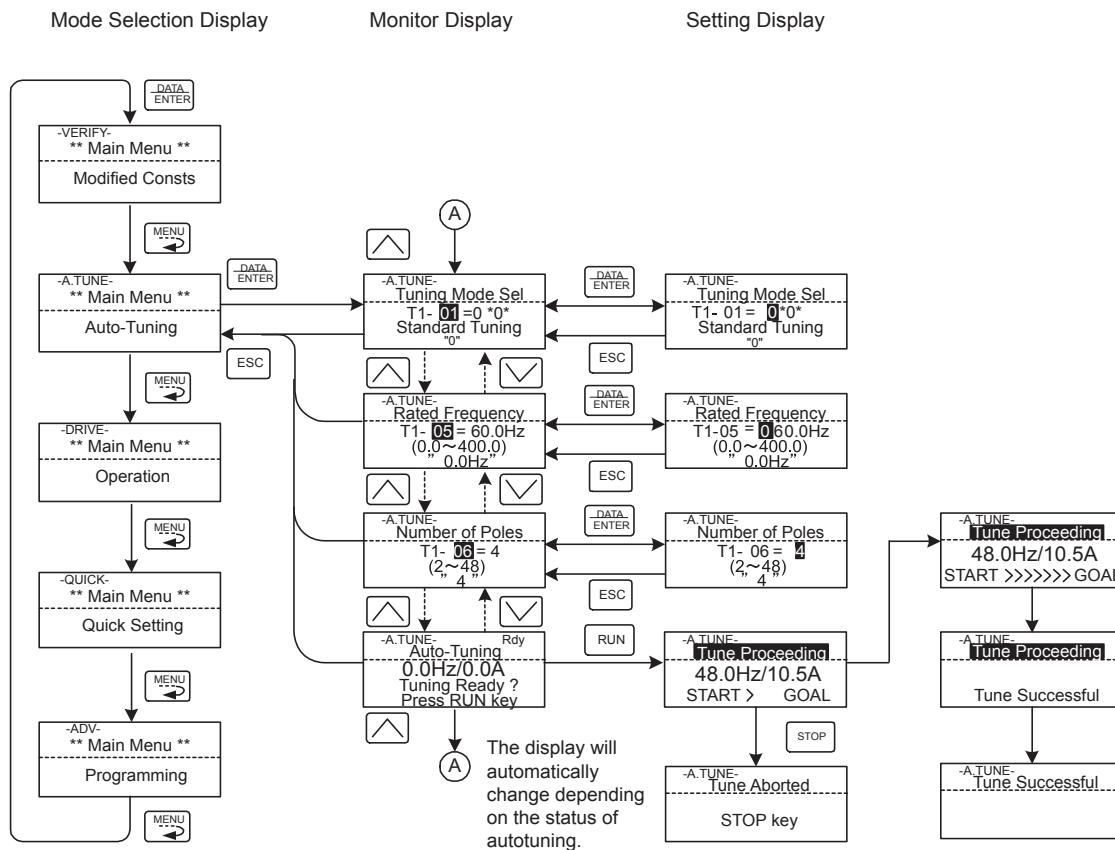 Mode Selection Display
Monitor Display
Setting Display
DATA
ENTER
-VERIFY-
** Main Menu **
Modified Consts
MENU
-A.TUNE-
** Main Menu **
Auto-Tuning
DATA
ENTER
ESC
MENU
-DRIVE-
** Main Menu **
Operation
MENU
-QUICK-
** Main Menu **
Quick Setting
MENU
-ADV-
** Main Menu **
Programming
MENU
A
-A.TUNE-
Tuning Mode Sel
T1- 01 =0 *0*
Standard Tuning
"0"
DATA
ENTER
ESC
-A.TUNE-
Tuning Mode Sel
T1- 01 = 0 *0*
Standard Tuning
"0"
-A.TUNE-
Rated Frequency
T1- 05 = 60.0Hz
(0.0～400.0)
" 0.0Hz"
DATA
ENTER
ESC
-A.TUNE-
Rated Frequency
T1-05 = 060.0Hz
(0.0～400.0)
" 0.0Hz"
-A.TUNE-
Number of Poles
T1- 06 = 4
(2～48)
" 4 "
DATA
ENTER
ESC
-A.TUNE-
Number of Poles
T1- 06 = 4
(2～48)
" 4 "
-A.TUNE- Rdy
Auto-Tuning
0.0Hz/0.0A
Tuning Ready ?
Press RUN key
RUN
A
The display will
automatically
change depending
on the status of
autotuning.
-A.TUNE-
Tune Proceeding
48.0Hz/10.5A
START > GOAL
STOP
-A.TUNE-
Tune Aborted
STOP key
-A.TUNE-
Tune Proceeding
48.0Hz/10.5A
START >>>>>>> GOAL
-A.TUNE-
Tune Proceeding
Tune Successful
-A.TUNE-
Tune Successful